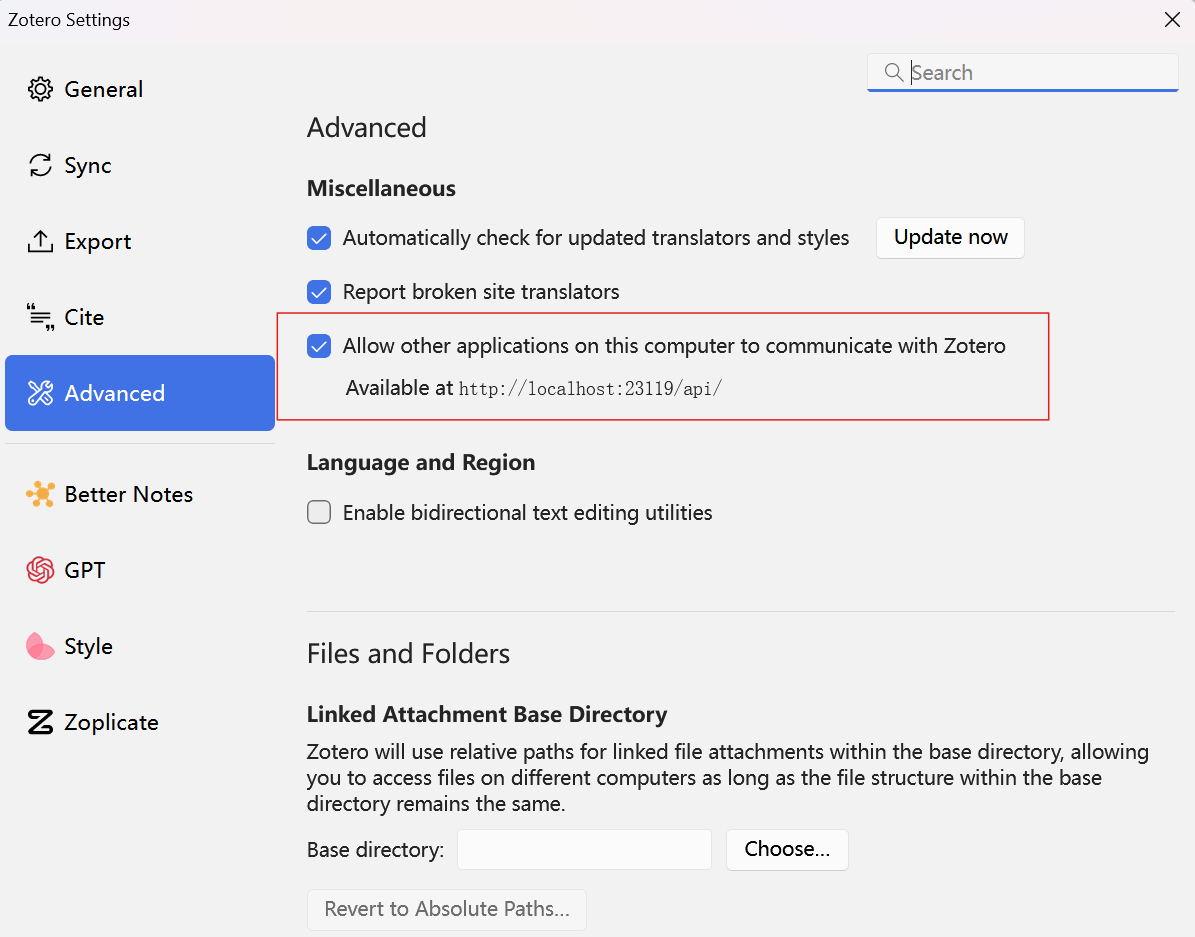 Zotero Settings
General
Sync
Export
Cite
Advanced
Better Notes
GPT
Style
Zoplicate
Search
Advanced
Miscellaneous
Automatically check for updated translators and styles
Update now
Report broken site translators
Allow other applications on this computer to communicate with Zotero
Available at http://localhost:23119/api/
Language and Region
Enable bidirectional text editing utilities
Files and Folders
Linked Attachment Base Directory
Zotero will use relative paths for linked file attachments within the base directory, allowing
you to access files on different computers as long as the file structure within the base
directory remains the same.
Base directory:
Choose...
Revert to Absolute Paths...